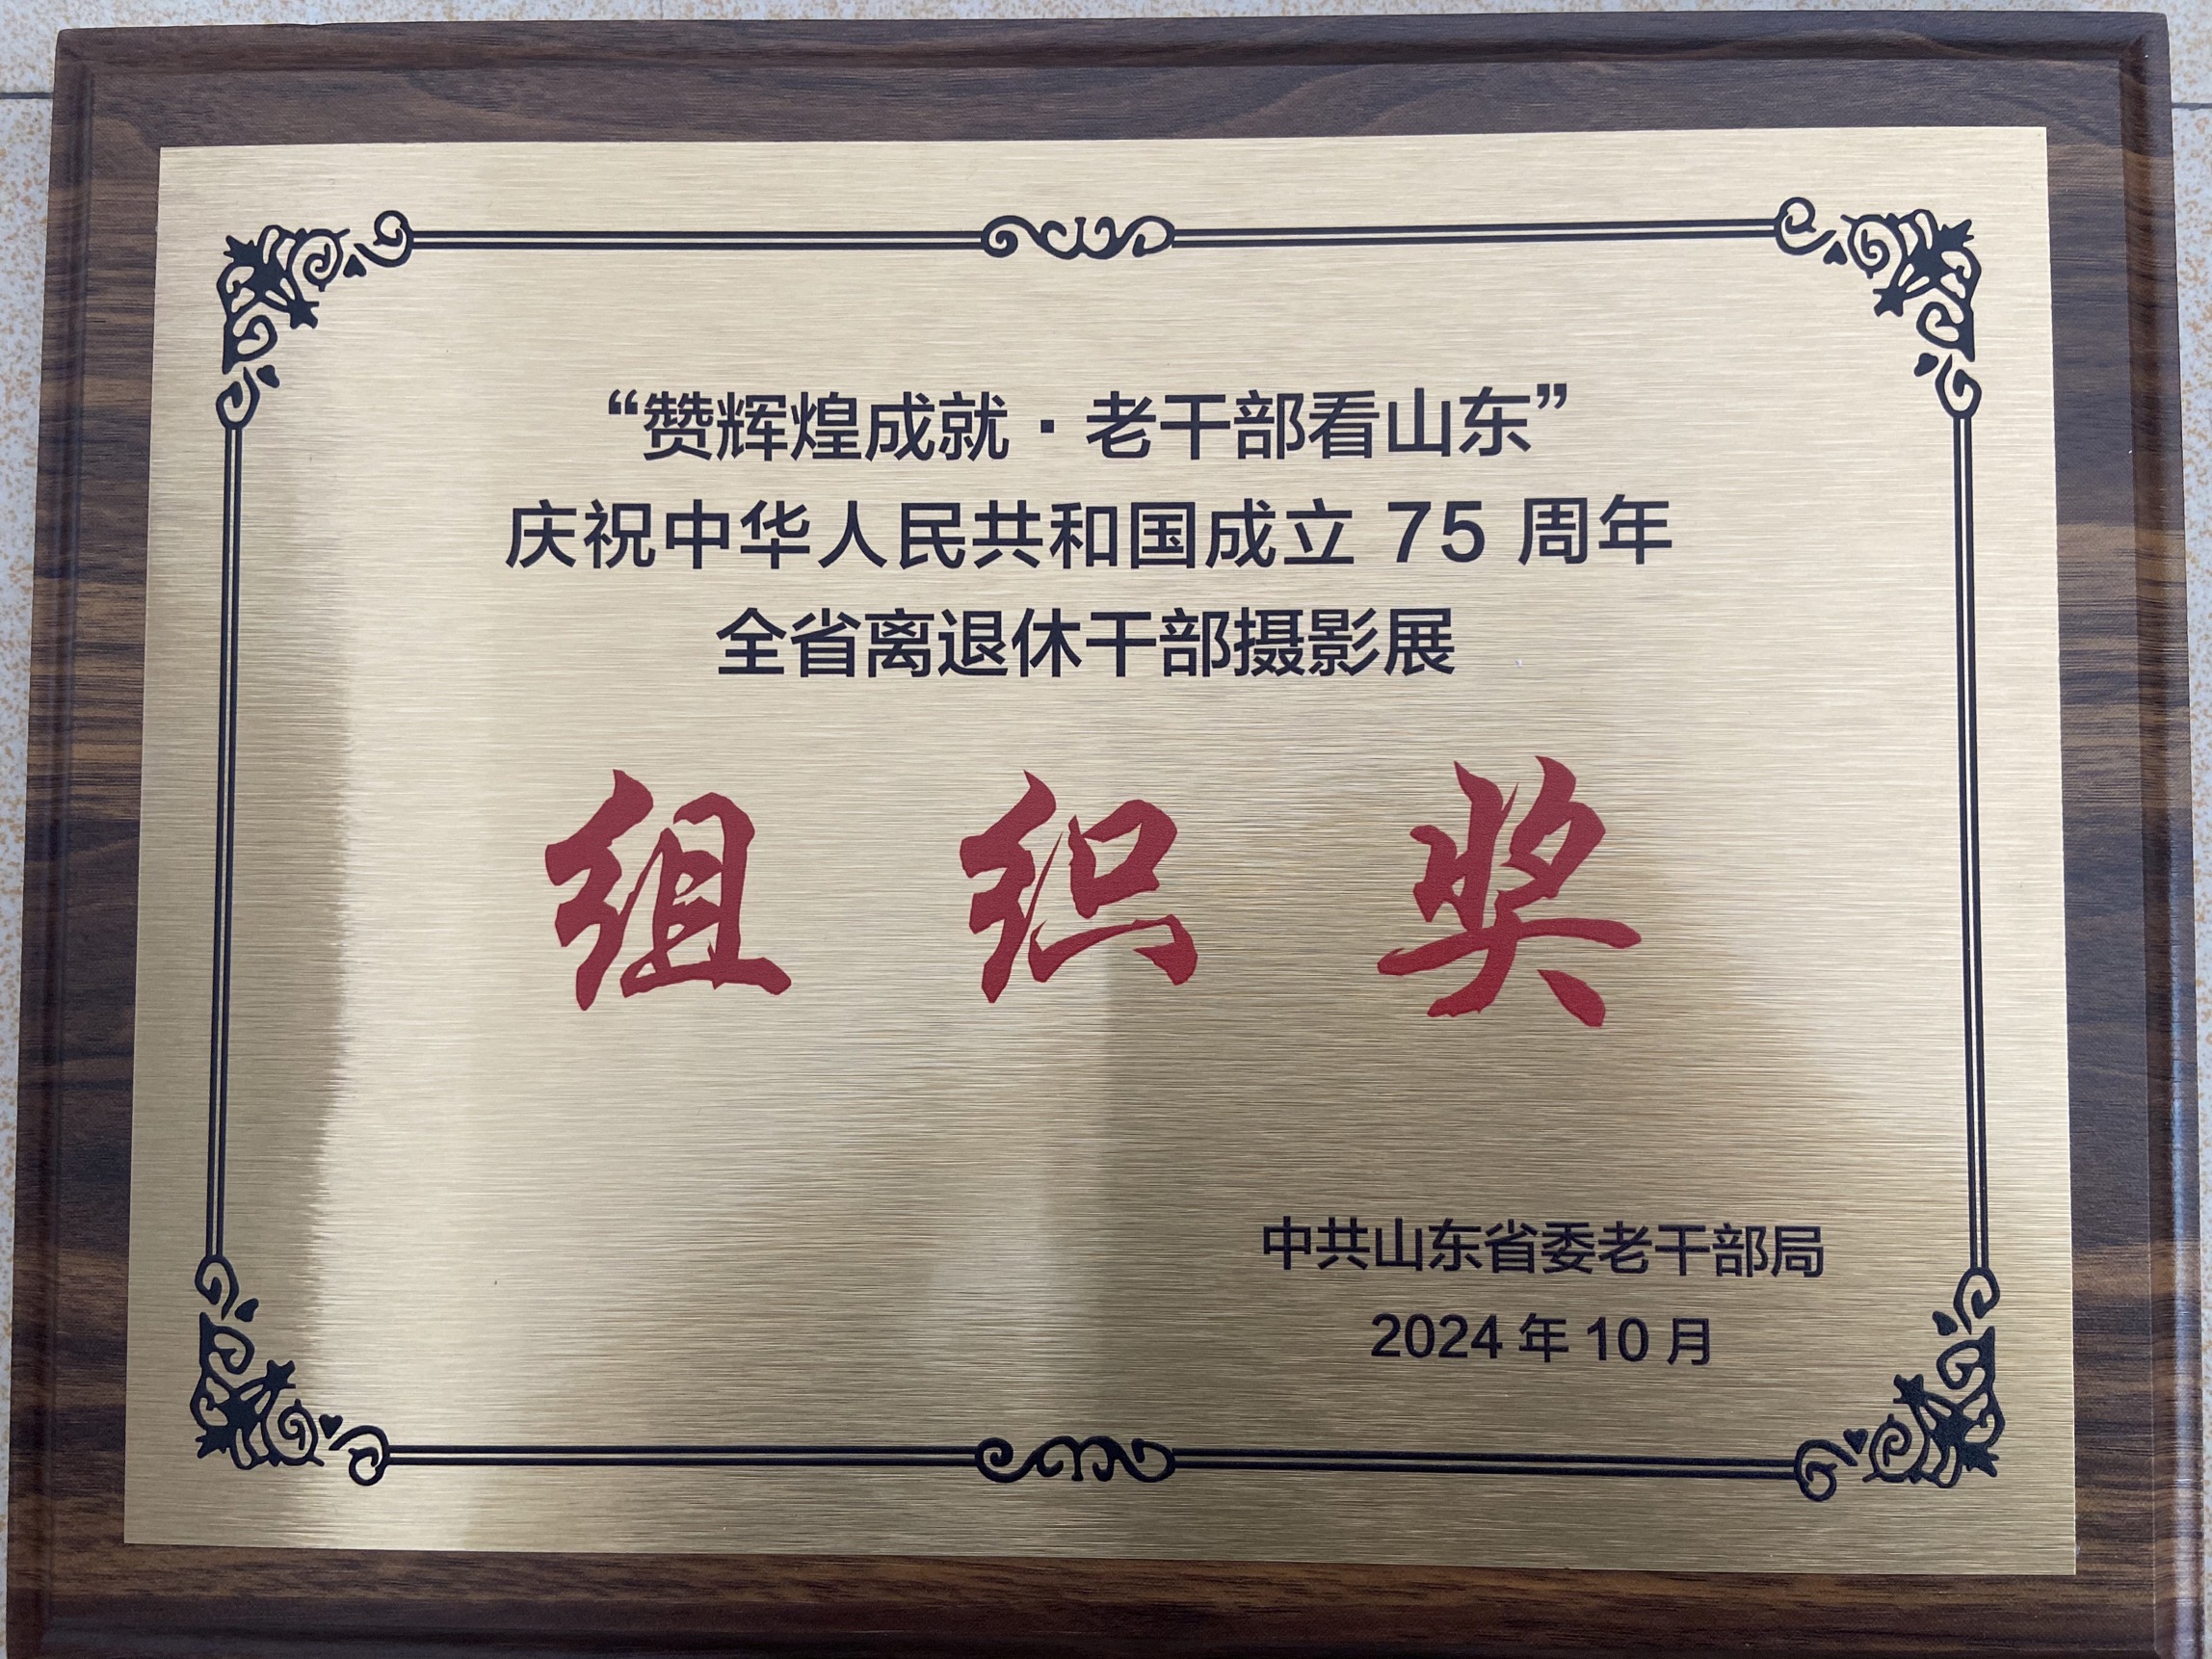 “赞辉煌成就·老干部看山东”
庆祝中华人民共和国成立 75 周年
全省离退休干部摄影展
组 织 奖
中共山东省委老干部局
2024 年 10 月